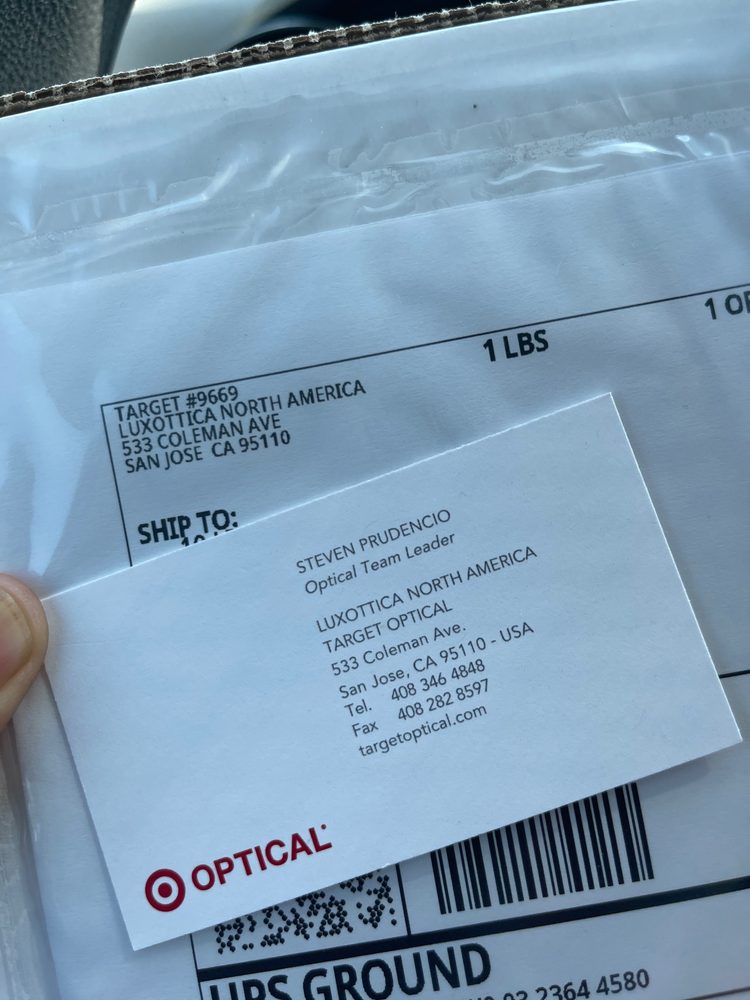 1 LBS
1 OF
TARGET #9669
LUXOTTICA NORTH AMERICA
533 COLEMAN AVE
SAN JOSE CA 95110
SHIP TO:
STEVEN PRUDENCIO
Optical Team Leader
LUXOTTICA NORTH AMERICA
TARGET OPTICAL
533 Coleman Ave.
San Jose, CA 95110 - USA
Tel. 408 346 4848
Fax 408 282 8597
targetoptical.com
OPTICAL
UPS GROUND
03 2364 4580